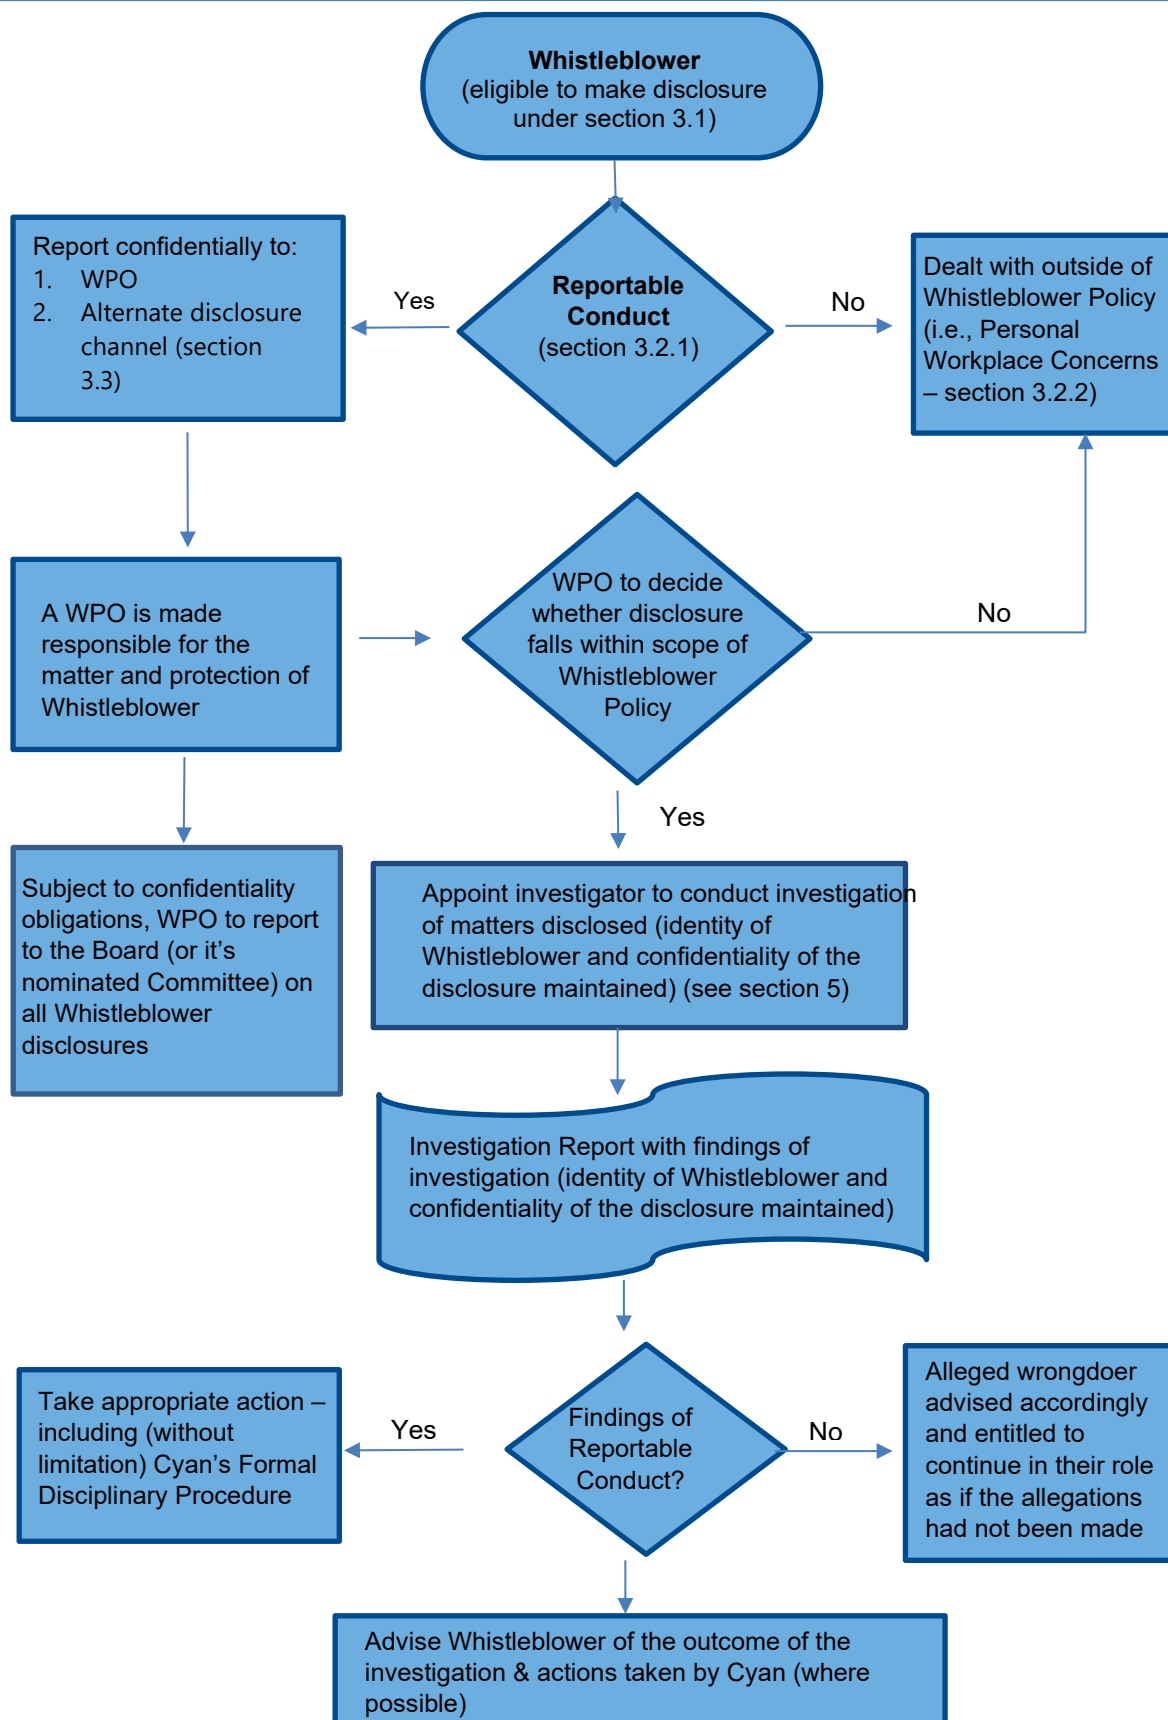 Whistleblower
(eligible to make disclosure
under section 3.1)
Report confidentially to:
1. WPO
2. Alternate disclosure
channel (section
3.3)
Yes
Reportable
Conduct
(section 3.2.1)
No
Dealt with outside of
Whistleblower Policy
(i.e., Personal
Workplace Concerns
– section 3.2.2)
A WPO is made
responsible for the
matter and protection of
Whistleblower
WPO to decide
whether disclosure
falls within scope of
Whistleblower
Policy
No
Yes
Subject to confidentiality
obligations, WPO to report
to the Board (or it’s
nominated Committee) on
all Whistleblower
disclosures
Appoint investigator to conduct investigation
of matters disclosed (identity of
Whistleblower and confidentiality of the
disclosure maintained) (see section 5)
Investigation Report with findings of
investigation (identity of Whistleblower and
confidentiality of the disclosure maintained)
Take appropriate action –
including (without
limitation) Cyan’s Formal
Disciplinary Procedure
Yes
Findings of
Reportable
Conduct?
No
Alleged wrongdoer
advised accordingly
and entitled to
continue in their role
as if the allegations
had not been made
Advise Whistleblower of the outcome of the
investigation & actions taken by Cyan (where
possible)